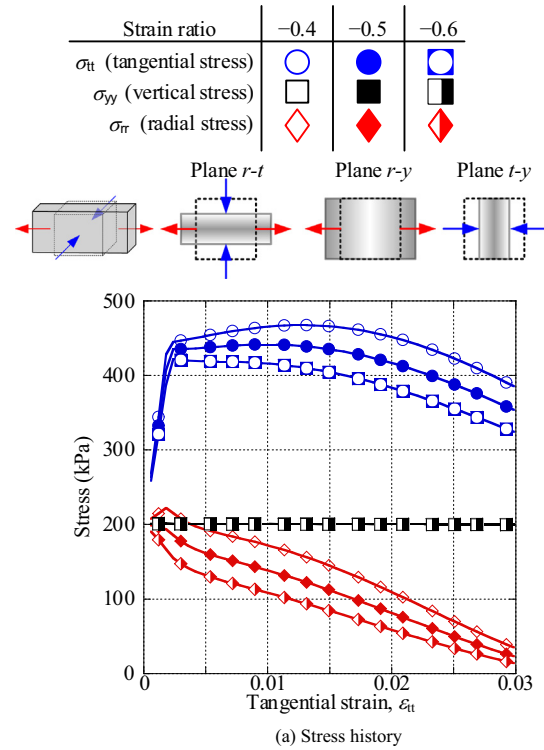 Strain ratio −0.4 −0.5 −0.6
σtt (tangential stress)
σyy (vertical stress)
σrr (radial stress)
Plane r-t Plane r-y Plane t-y
500
400
300
200
100
0
Stress (kPa)
0 0.01 0.02 0.03
Tangential strain, εtt
(a) Stress history